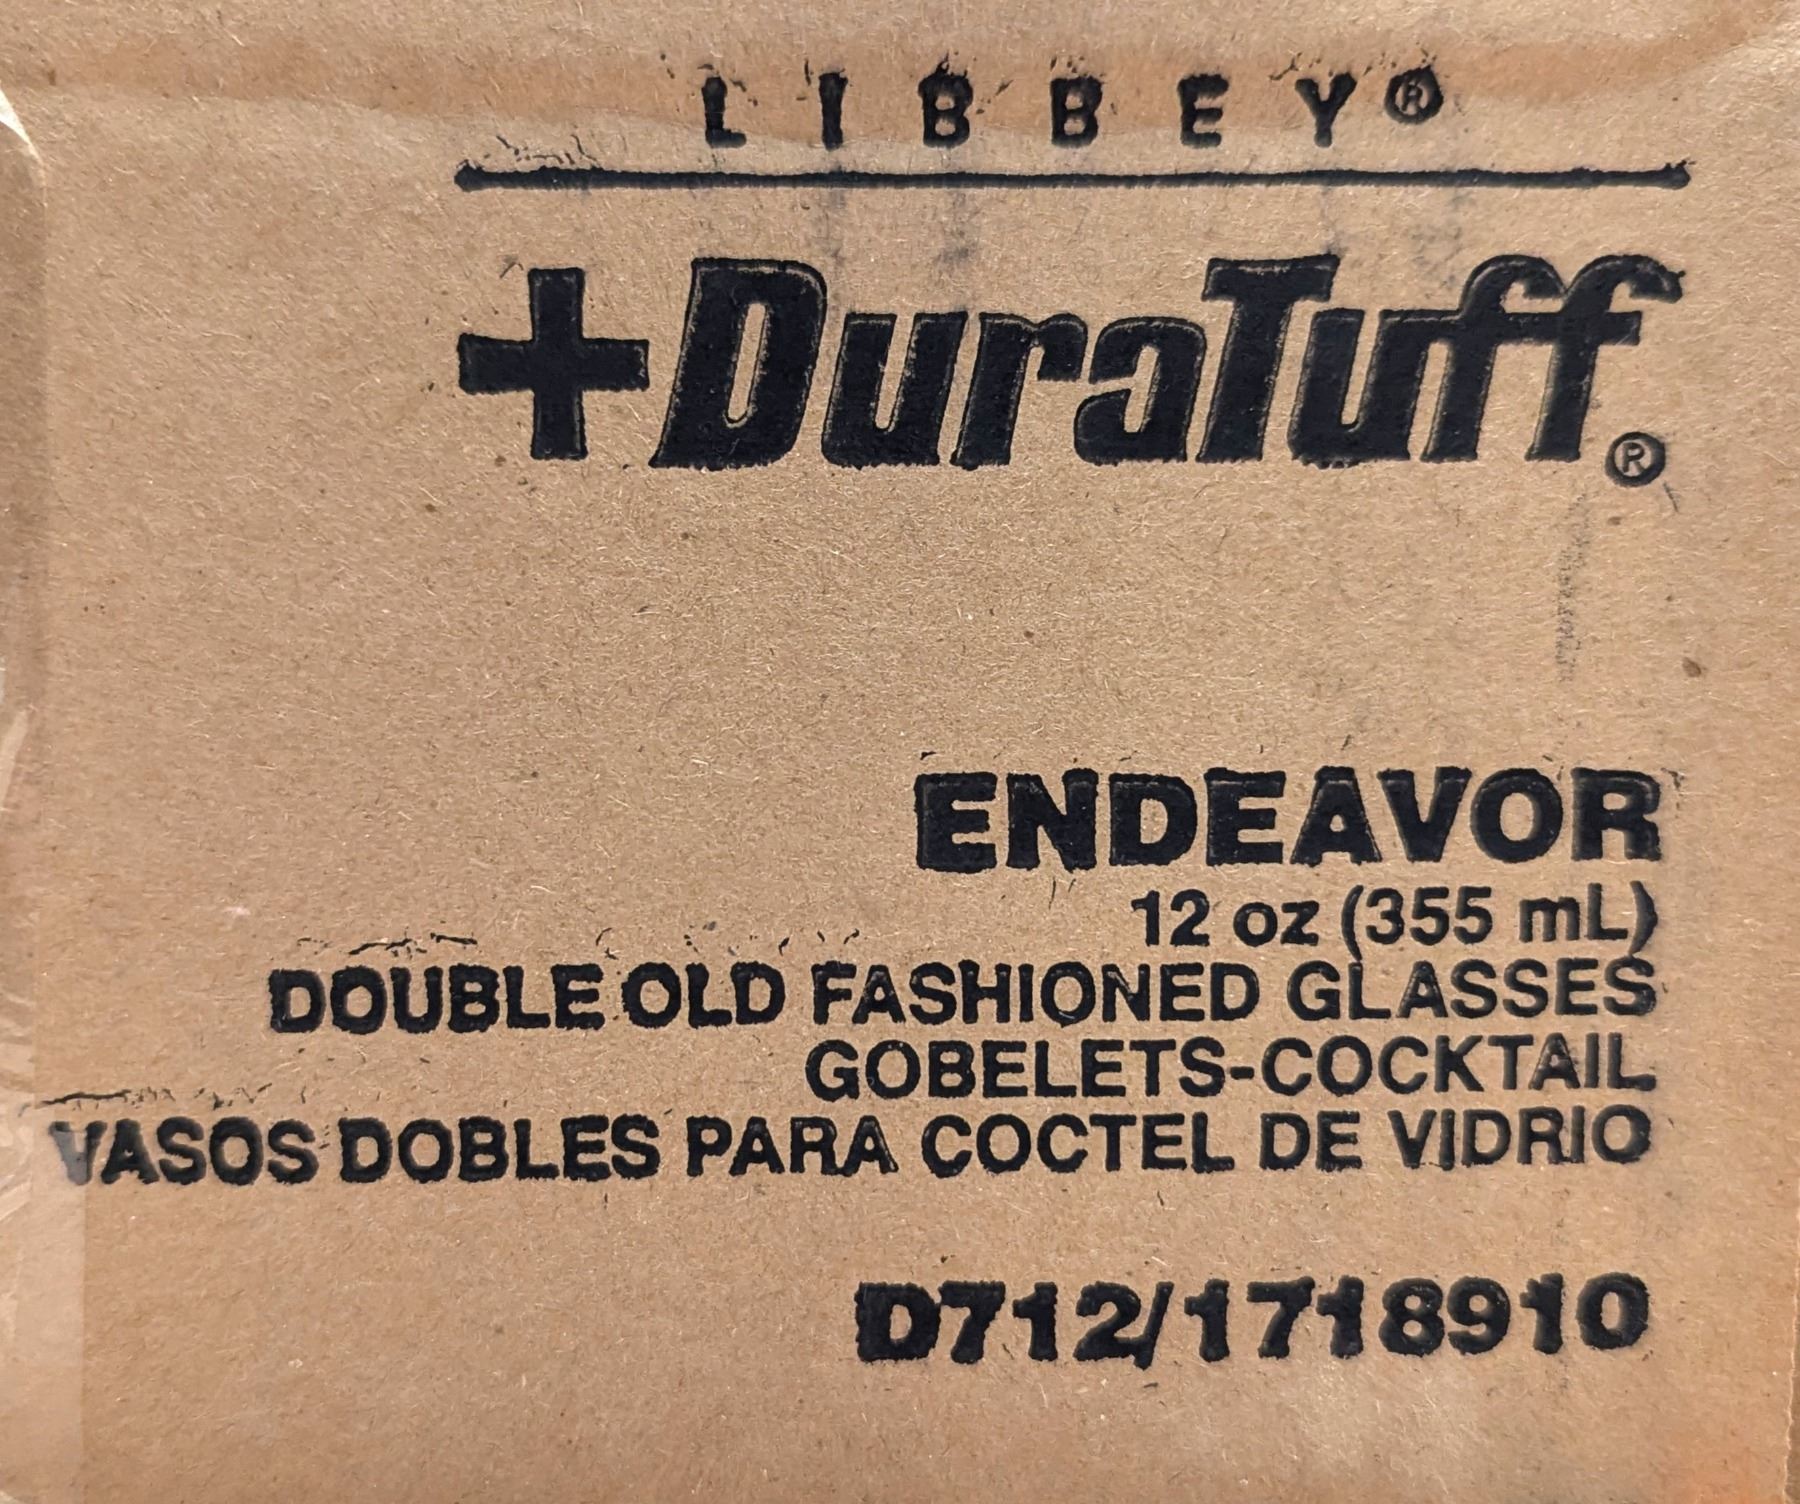 LIBBEY®
+DuraTuff®
ENDEAVOR
12 oz (355 mL)
DOUBLE OLD FASHIONED GLASSES
GOBELETS-COCKTAIL
VASOS DOBLES PARA COCTEL DE VIDRIO
D712/1718910